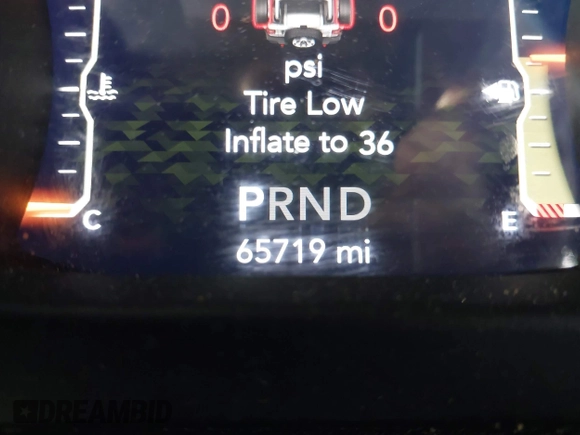 0 0
psi
Tire Low
Inflate to 36
PRND
C E
65719 mi
DREAMBID